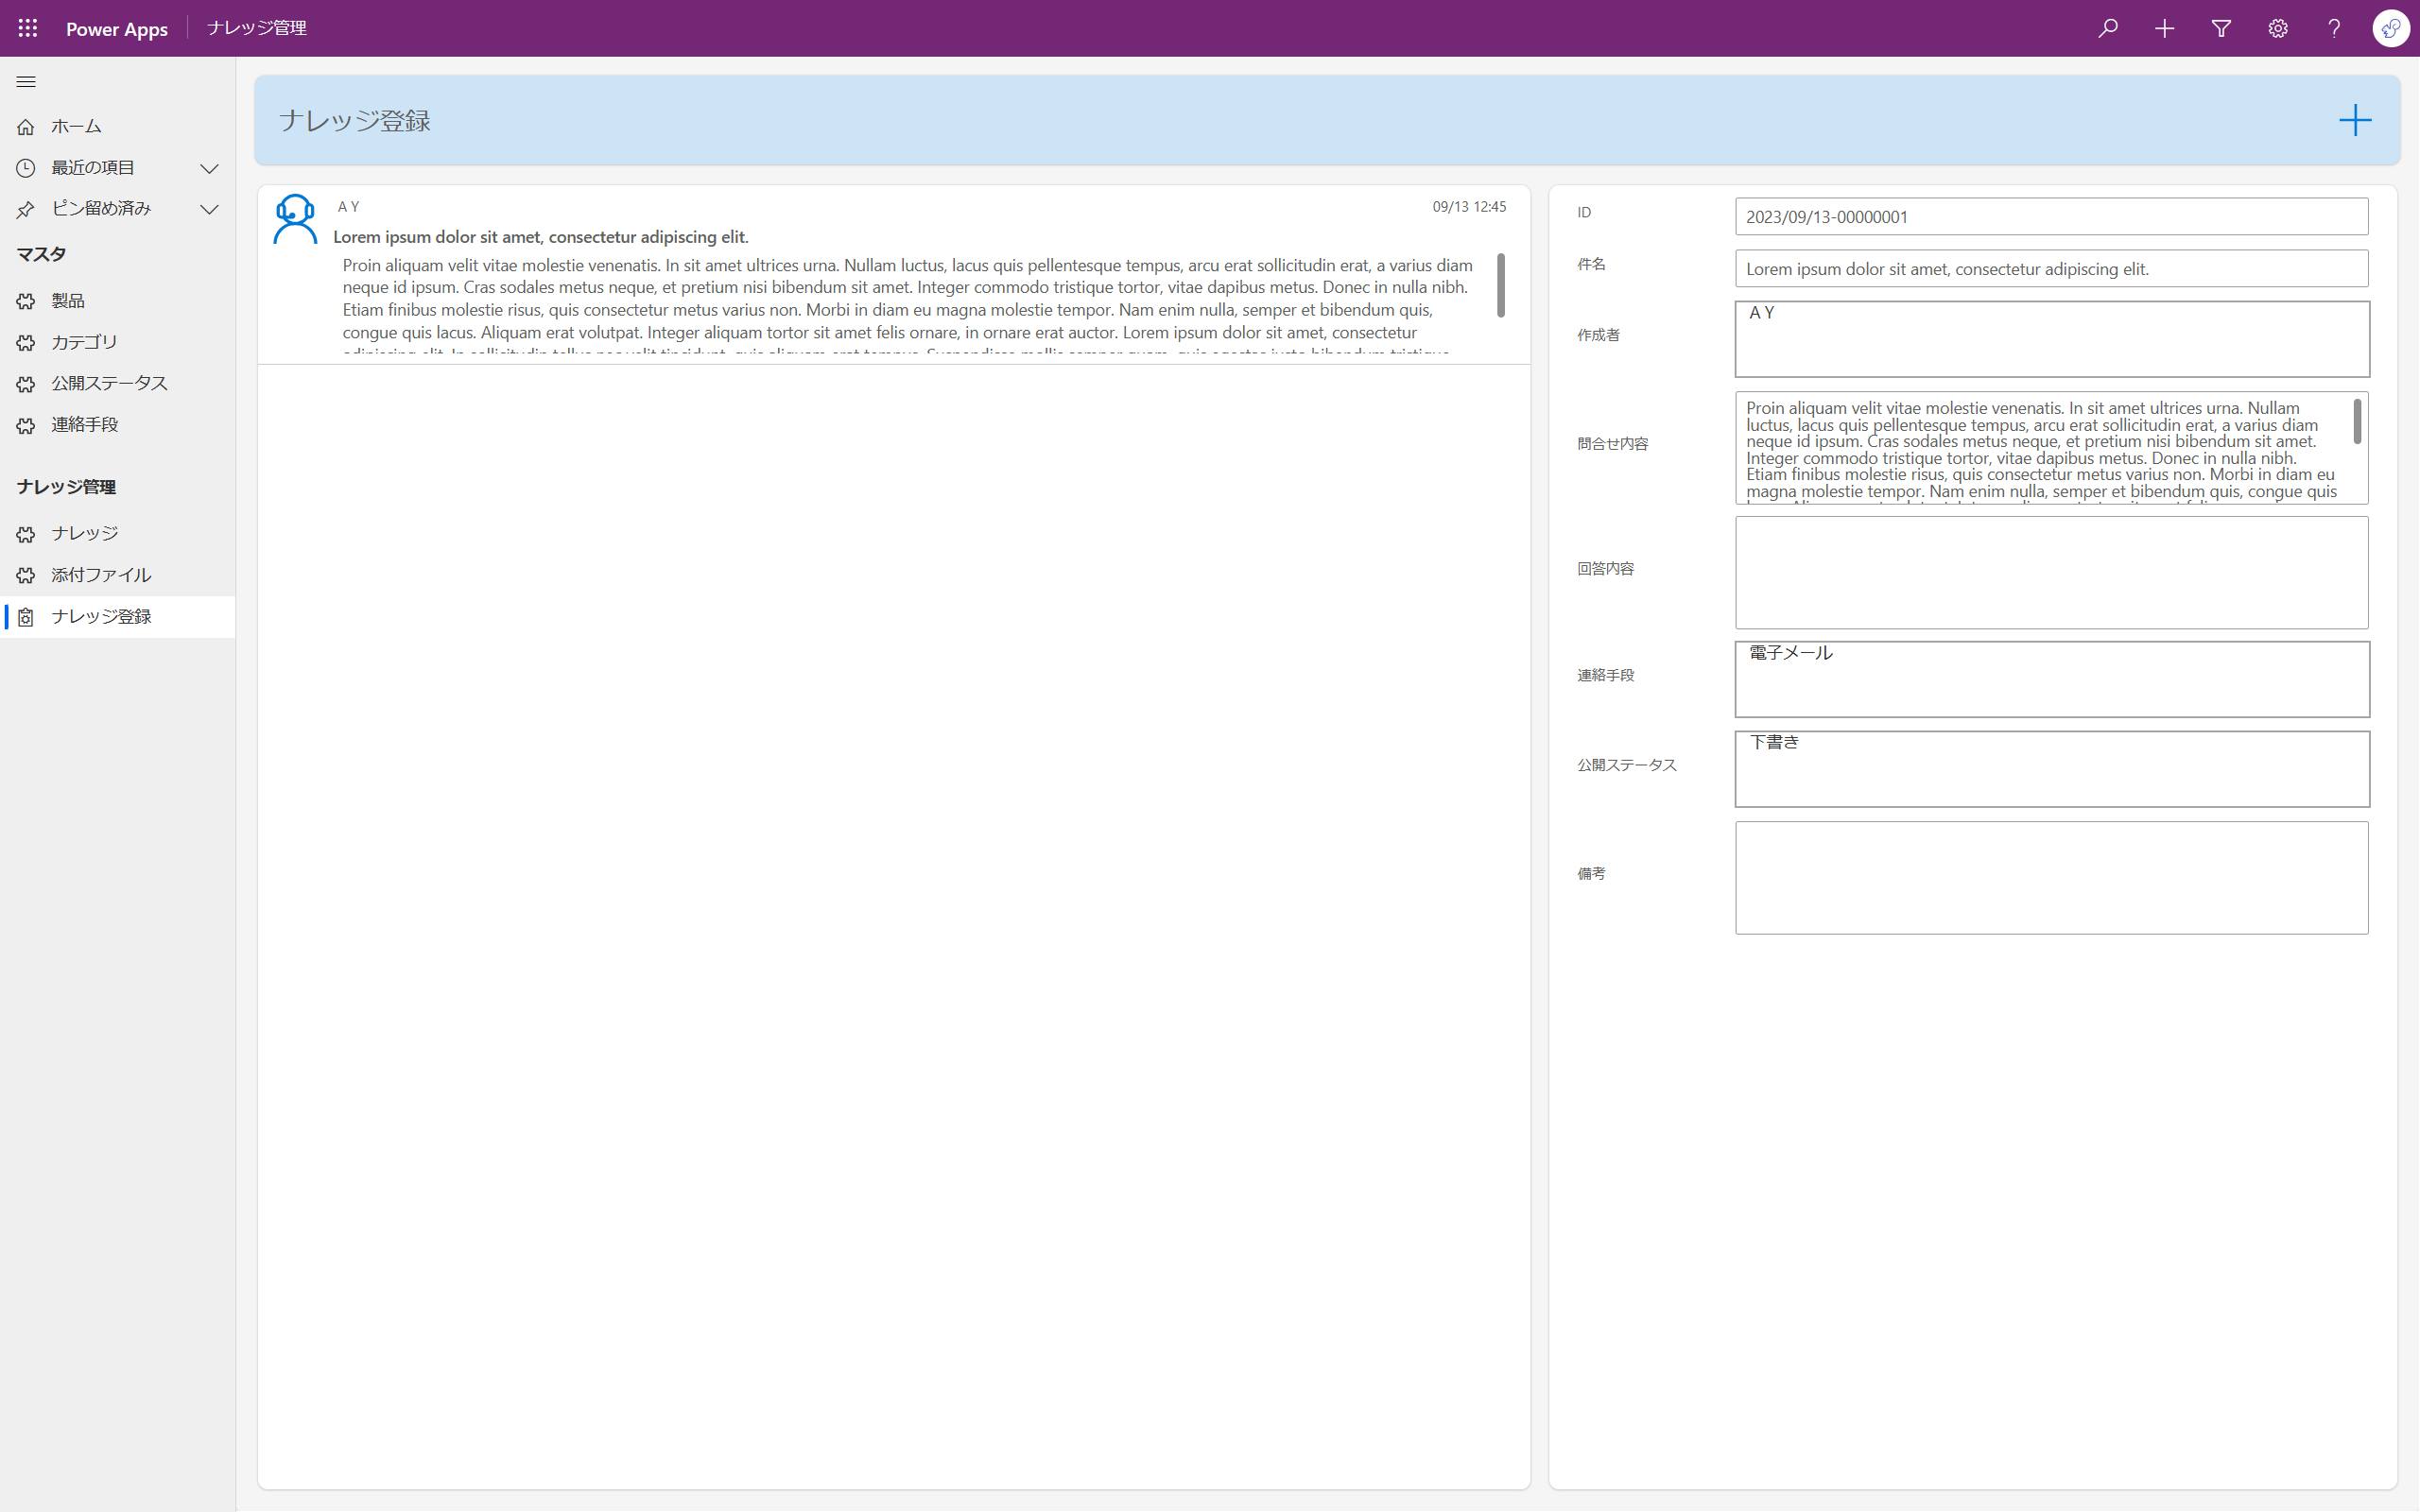 Power Apps
ナレッジ管理
ホーム
最近の項目
ピン留め済み
マスタ
製品
カテゴリ
公開ステータス
連絡手段
ナレッジ管理
ナレッジ
添付ファイル
ナレッジ登録
ナレッジ登録
A Y
09/13 12:45
Lorem ipsum dolor sit amet, consectetur adipiscing elit.
Proin aliquam velit vitae molestie venenatis. In sit amet ultrices urna. Nullam luctus, lacus quis pellentesque tempus, arcu erat sollicitudin erat, a varius diam
neque id ipsum. Cras sodales metus neque, et pretium nisi bibendum sit amet. Integer commodo tristique tortor, vitae dapibus metus. Donec in nulla nibh.
Etiam finibus molestie risus, quis consectetur metus varius non. Morbi in diam eu magna molestie tempor. Nam enim nulla, semper et bibendum quis,
congue quis lacus. Aliquam erat volutpat. Integer aliquam tortor sit amet felis ornare, in ornare erat auctor. Lorem ipsum dolor sit amet, consectetur
ID
2023/09/13-00000001
件名
Lorem ipsum dolor sit amet, consectetur adipiscing elit.
作成者
A Y
問合せ内容
Proin aliquam velit vitae molestie venenatis. In sit amet ultrices urna. Nullam
luctus, lacus quis pellentesque tempus, arcu erat sollicitudin erat, a varius diam
neque id ipsum. Cras sodales metus neque, et pretium nisi bibendum sit amet.
Integer commodo tristique tortor, vitae dapibus metus. Donec in nulla nibh.
Etiam finibus molestie risus, quis consectetur metus varius non. Morbi in diam eu
magna molestie tempor. Nam enim nulla, semper et bibendum quis, congue quis
回答内容
連絡手段
電子メール
公開ステータス
下書き
備考